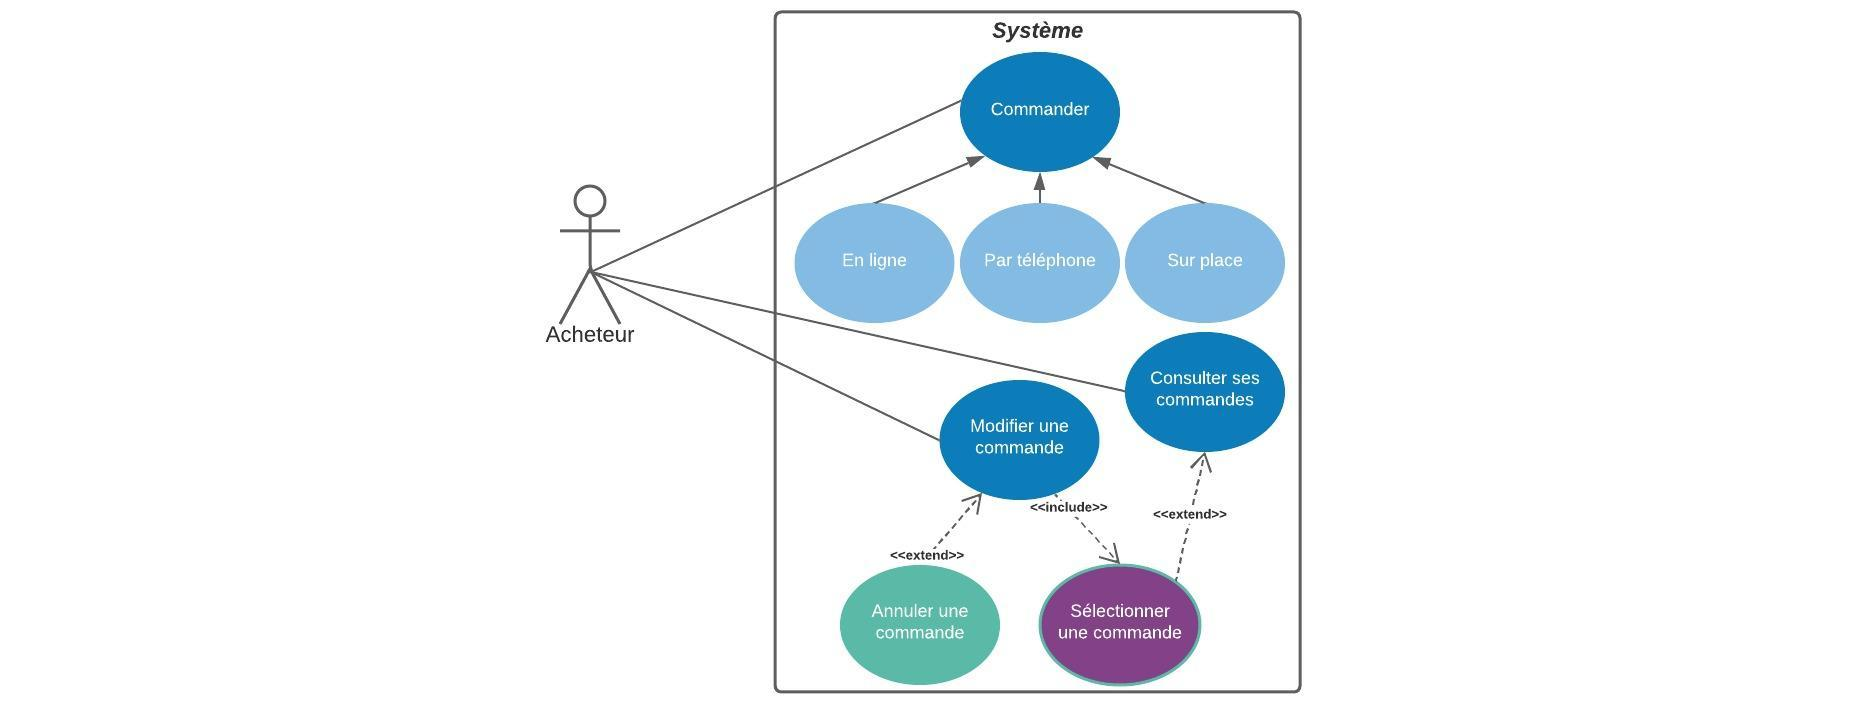 Système
Commander
En ligne
Par téléphone
Sur place
Acheteur
Consulter ses
commandes
Modifier une
commande
<<include>>
<<extend>>
<<extend>>
Annuler une
commande
Sélectionner
une commande